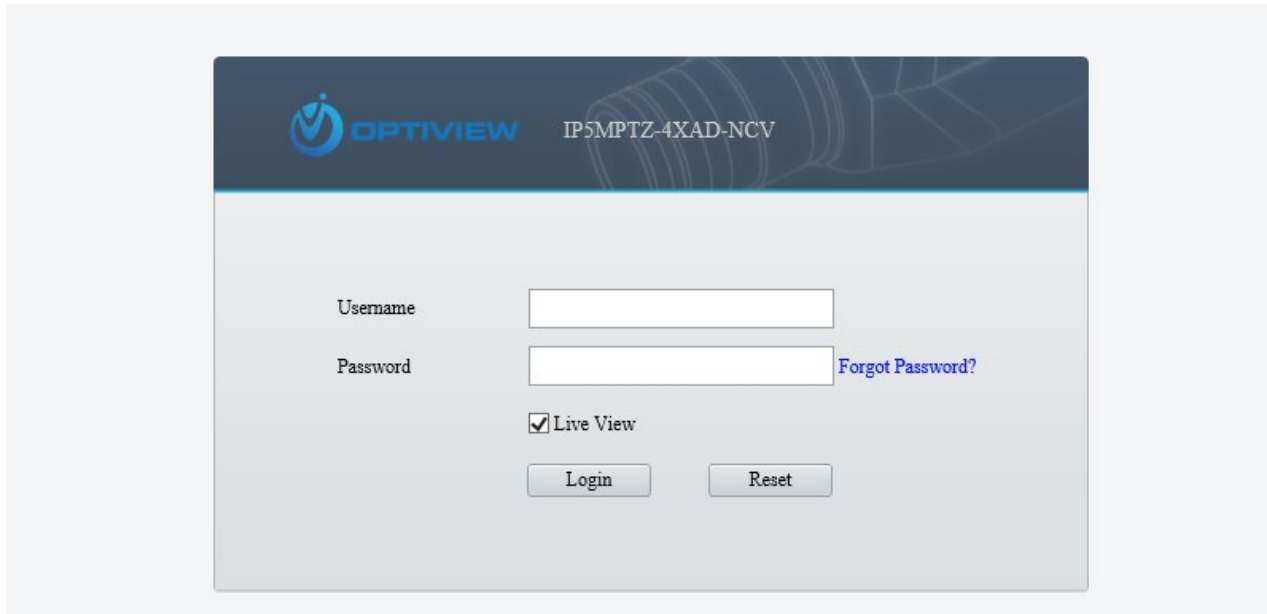 OPTIVIEW IP5MPTZ-4XAD-NCV
Username
Password Forgot Password?
Live View
Login Reset